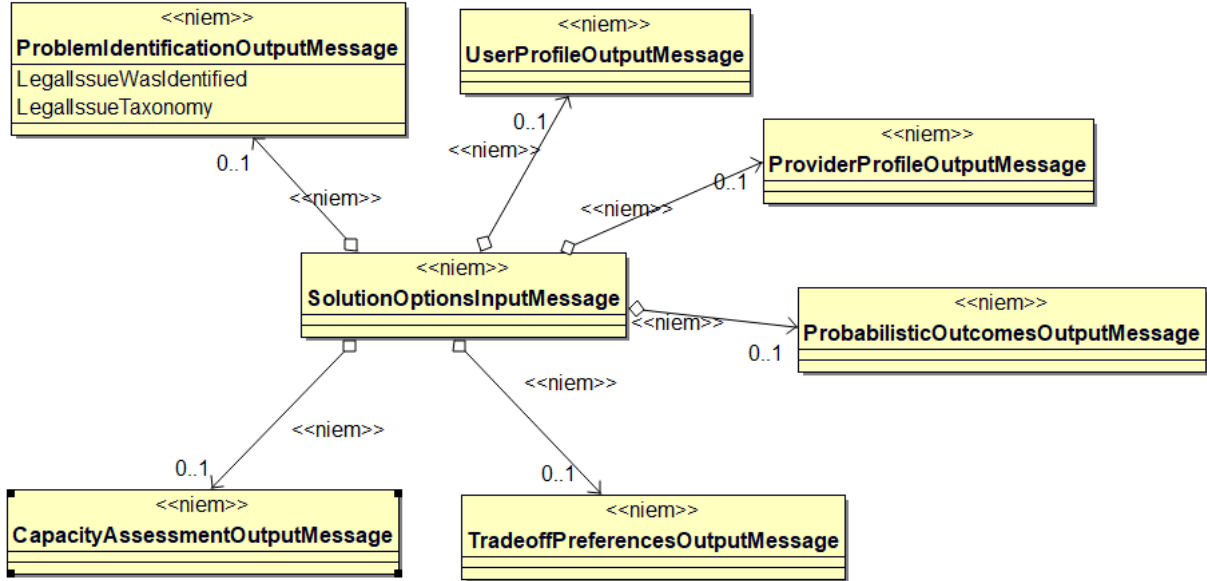 <<niem>>
ProblemIdentificationOutputMessage
LegalIssueWasIdentified
LegalIssueTaxonomy
<<niem>>
UserProfileOutputMessage
0..1
<<niem>>
<<niem>>
ProviderProfileOutputMessage
0..1
<<niem>>
0..1
<<niem>>
<<niem>>
SolutionOptionsInputMessage
<<niem>>
0..1
<<niem>>
ProbabilisticOutcomesOutputMessage
<<niem>>
0..1
<<niem>>
0..1
<<niem>>
CapacityAssessmentOutputMessage
<<niem>>
TradeoffPreferencesOutputMessage